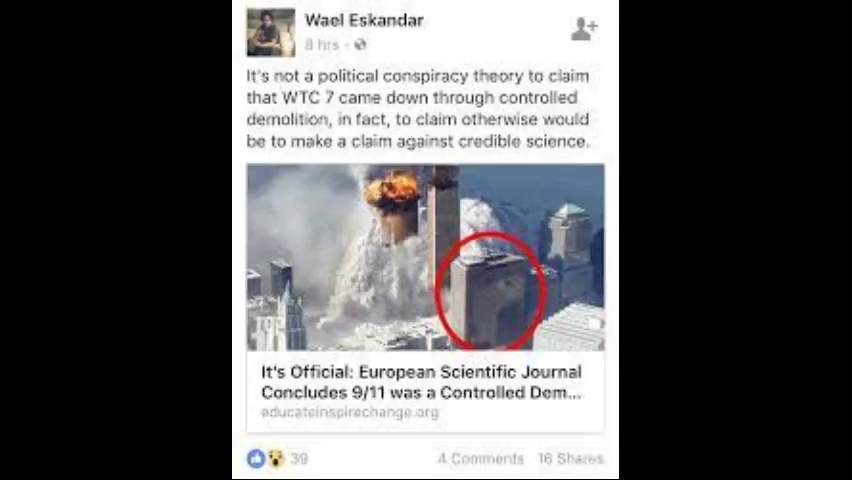 Wael Eskandar
8 hrs ·
It's not a political conspiracy theory to claim
that WTC 7 came down through controlled
demolition, in fact, to claim otherwise would
be to make a claim against credible science.
It's Official: European Scientific Journal
Concludes 9/11 was a Controlled Dem...
educateinspirechange.org
39
4 Comments 16 Shares